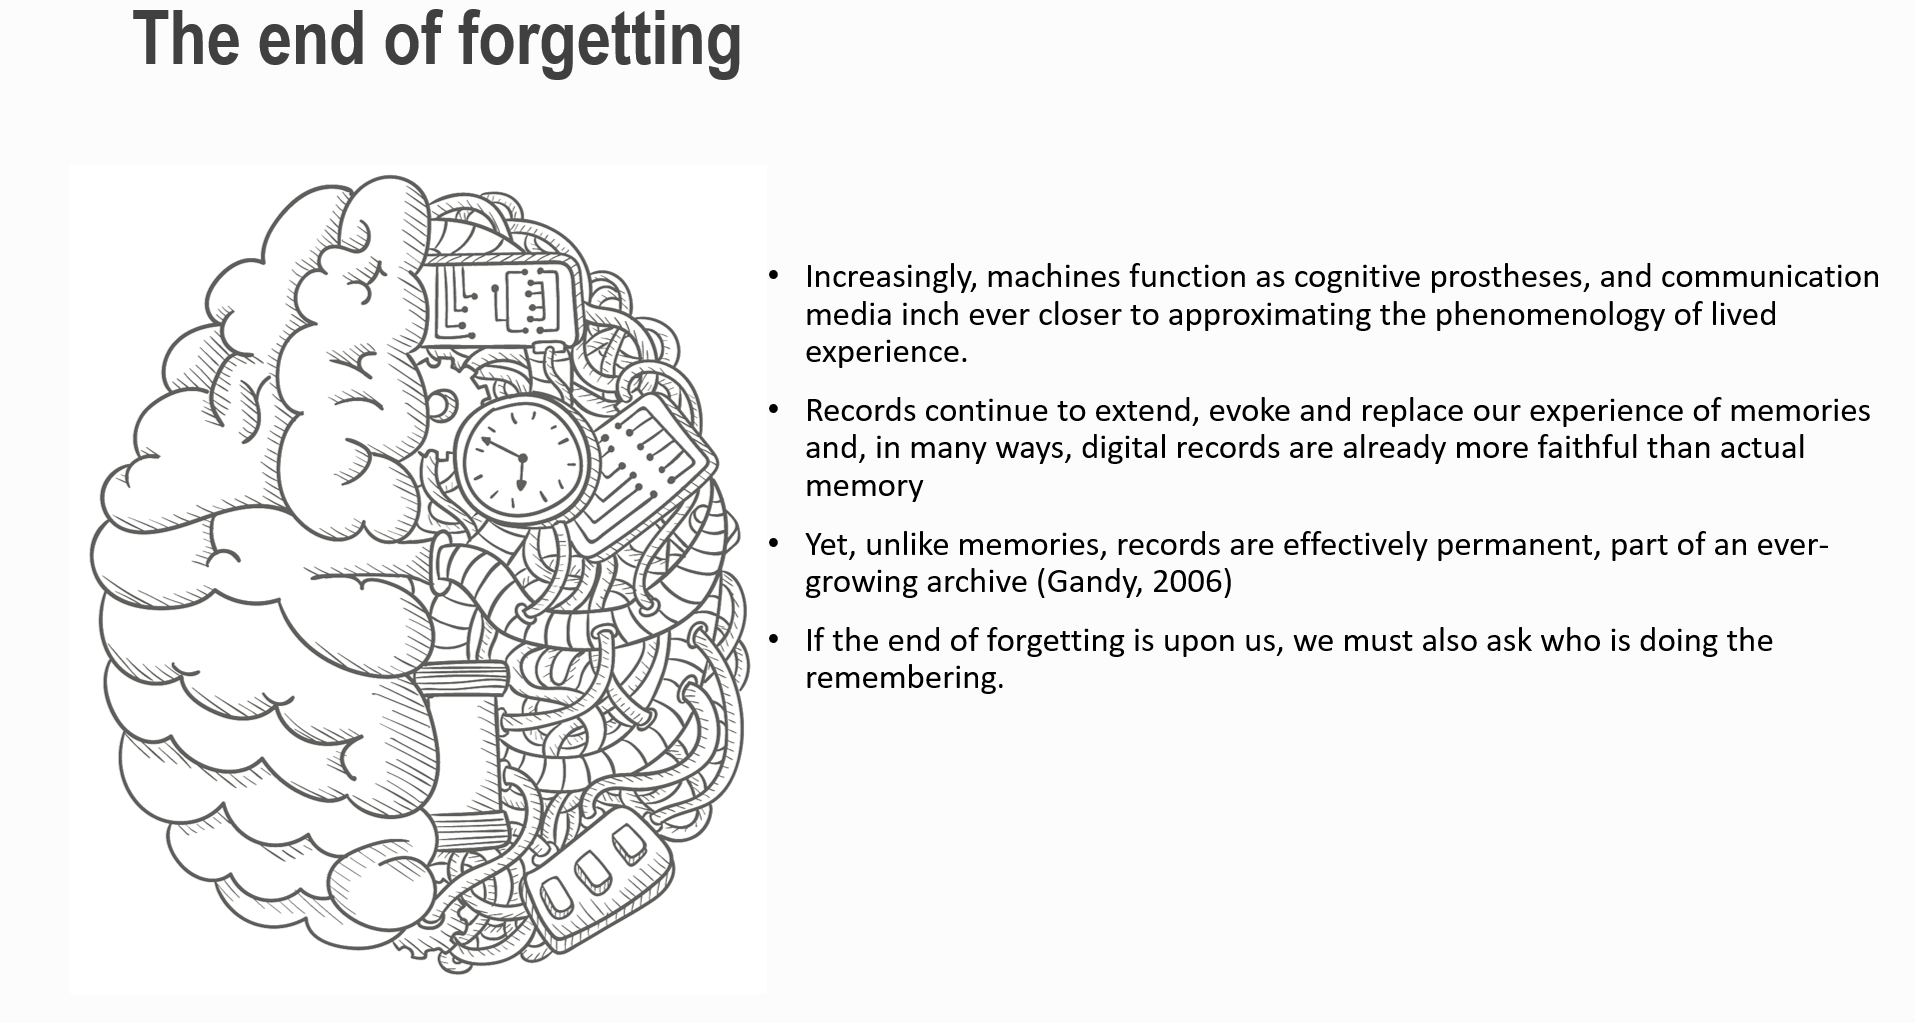 The end of forgetting
• Increasingly, machines function as cognitive prostheses, and communication
media inch ever closer to approximating the phenomenology of lived
experience.
• Records continue to extend, evoke and replace our experience of memories
and, in many ways, digital records are already more faithful than actual
memory
• Yet, unlike memories, records are effectively permanent, part of an ever-
growing archive (Gandy, 2006)
• If the end of forgetting is upon us, we must also ask who is doing the
remembering.